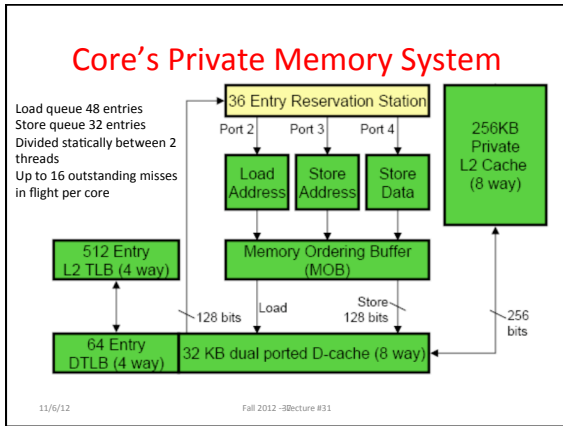 Core's Private Memory System
Load queue 48 entries
Store queue 32 entries
Divided statically between 2
threads
Up to 16 outstanding misses
in flight per core
36 Entry Reservation Station
Port 2
Port 3
Port 4
Load
Address
Store
Address
Store
Data
256KB
Private
L2 Cache
(8 way)
Memory Ordering Buffer
(MOB)
512 Entry
L2 TLB (4 way)
128 bits
Load
Store
128 bits
256
bits
64 Entry
DTLB (4 way)
32 KB dual ported D-cache (8 way)
11/6/12
Fall 2012 -- Lecture #31